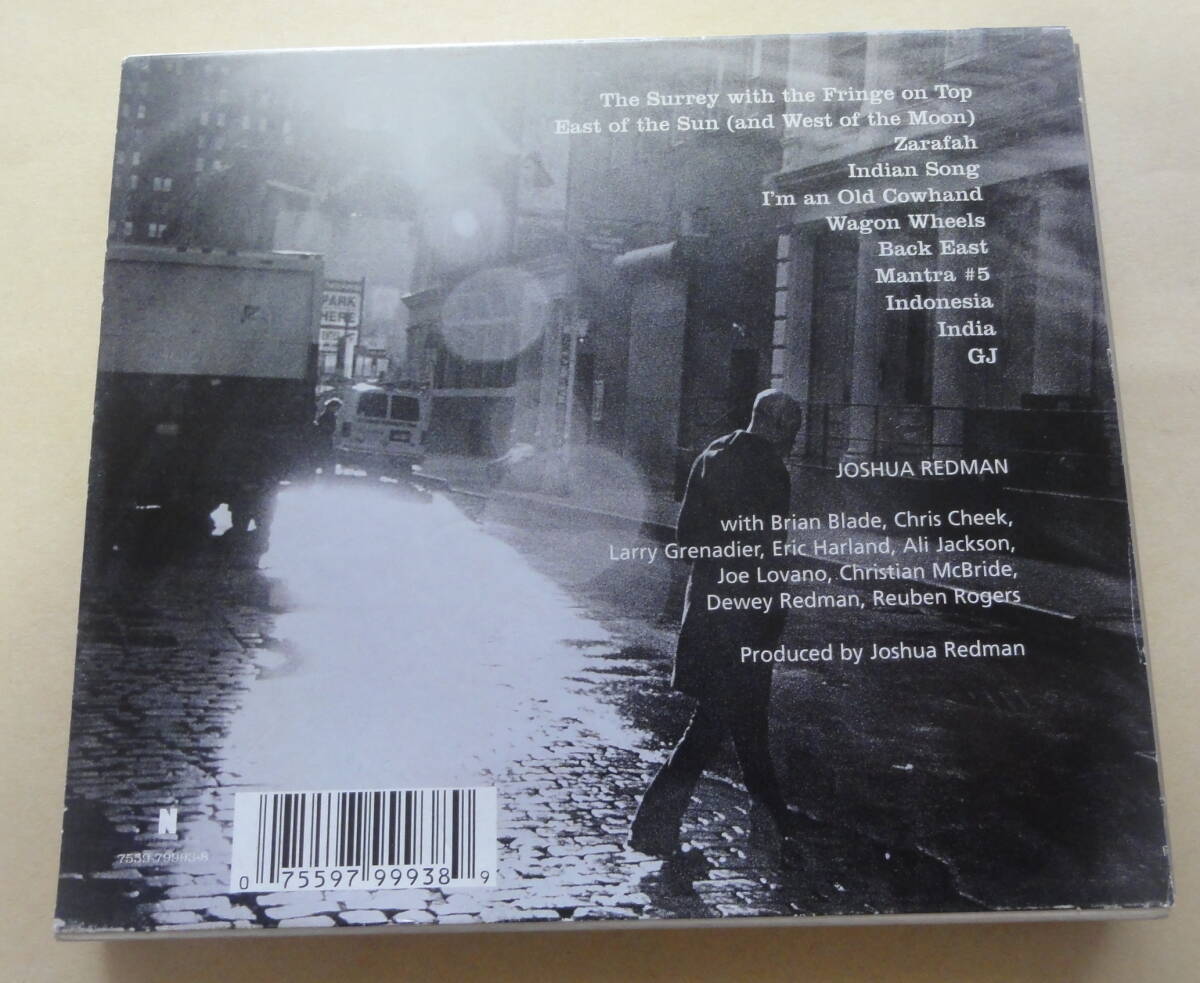 The Surrey with the Fringe on Top
East of the Sun (and West of the Moon)
Zarafah
Indian Song
I'm an Old Cowhand
Wagon Wheels
Back East
Mantra #5
Indonesia
India
GJ
PARK
HERE
JOSHUA REDMAN
with Brian Blade, Chris Cheek,
Larry Grenadier, Eric Harland, Ali Jackson,
Joe Lovano, Christian McBride,
Dewey Redman, Reuben Rogers
Produced by Joshua Redman
N
7559-79993-8
0 75597 99938 9